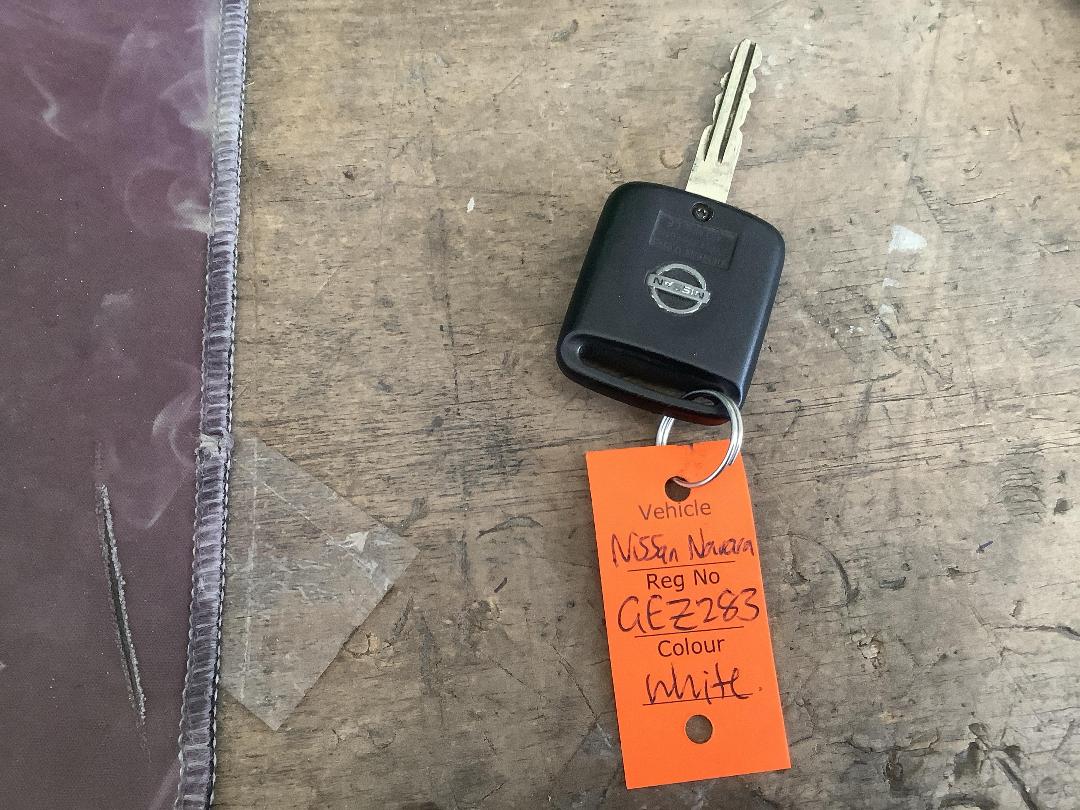 NISSAN
Vehicle
Nissan Navara
Reg No
GEZ283
Colour
White.